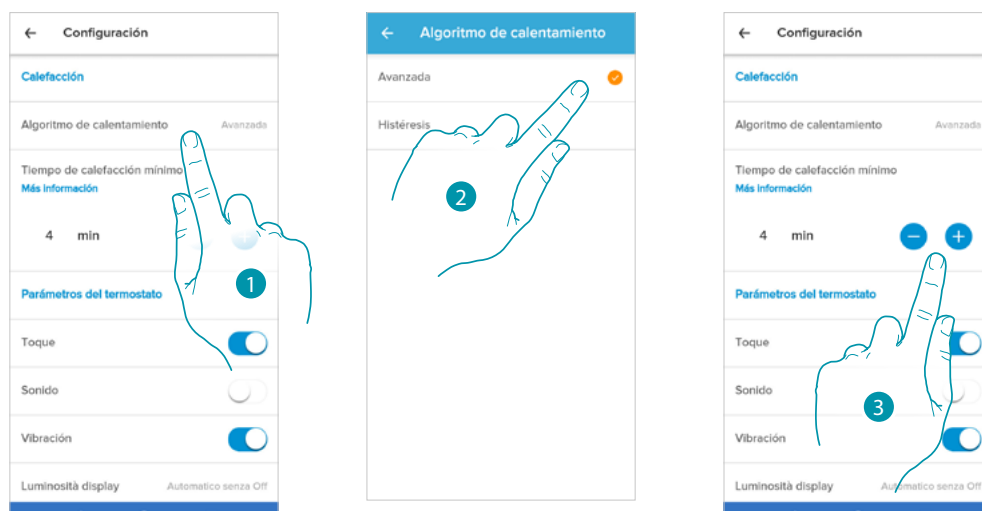 ← Configuración
Calefacción
Algoritmo de calentamiento Avanzada
Tiempo de calefacción mínimo
Más información
4 min +
1
Parámetros del termostato
Toque
Sonido
Vibración
Luminosità display Automatico senza Off
← Algoritmo de calentamiento
Avanzada
Histéresis
2
← Configuración
Calefacción
Algoritmo de calentamiento Avanzada
Tiempo de calefacción mínimo
Más información
4 min − +
Parámetros del termostato
Toque
Sonido
3
Vibración
Luminosità display Automatico senza Off